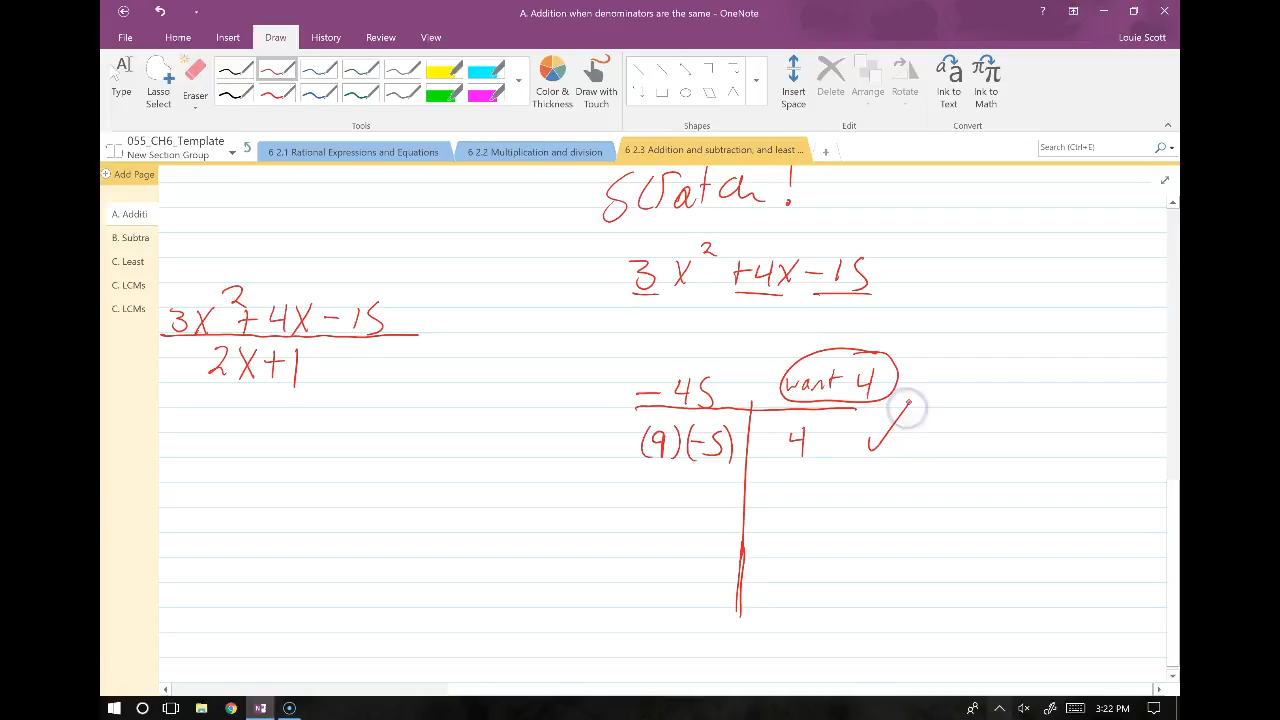 A. Addition when denominators are the same - OneNote
File Home Insert Draw History Review View
Louie Scott
Type
Lasso Select
Eraser
Color & Thickness
Draw with Touch
Insert Space
Delete
Arrange
Rotate
Ink to Text
Ink to Math
Tools
Shapes
Edit
Convert
055_CH6_Template
New Section Group
6 2.1 Rational Expressions and Equations
6 2.2 Multiplication and division
6 2.3 Addition and subtraction, and least ...
Search (Ctrl+E)
Add Page
A. Additi
B. Subtra
C. Least
C. LCMs
C. LCMs
Scratch!
3x² +4x -15
3x² + 4x - 15
2x + 1
-45 want 4
(9)(-5) 4 ✓
3:22 PM